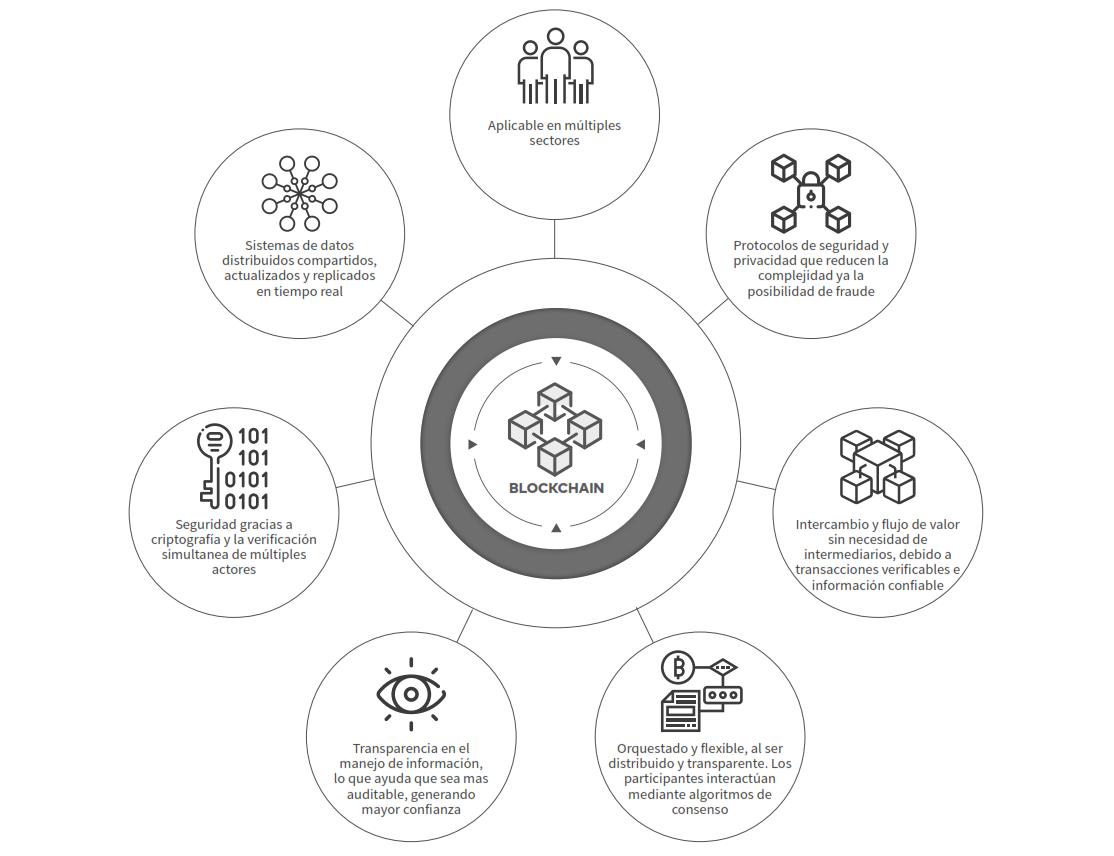 Aplicable en múltiples
sectores
Sistemas de datos
distribuidos compartidos,
actualizados y replicados
en tiempo real
Protocolos de seguridad y
privacidad que reducen la
complejidad ya la
posibilidad de fraude
BLOCKCHAIN
101
101
0101
0101
Seguridad gracias a
criptografía y la verificación
simultanea de múltiples
actores
Intercambio y flujo de valor
sin necesidad de
intermediarios, debido a
transacciones verificables e
información confiable
Transparencia en el
manejo de información,
lo que ayuda que sea mas
auditable, generando
mayor confianza
Orquestado y flexible, al ser
distribuido y transparente. Los
participantes interactúan
mediante algoritmos de
consenso